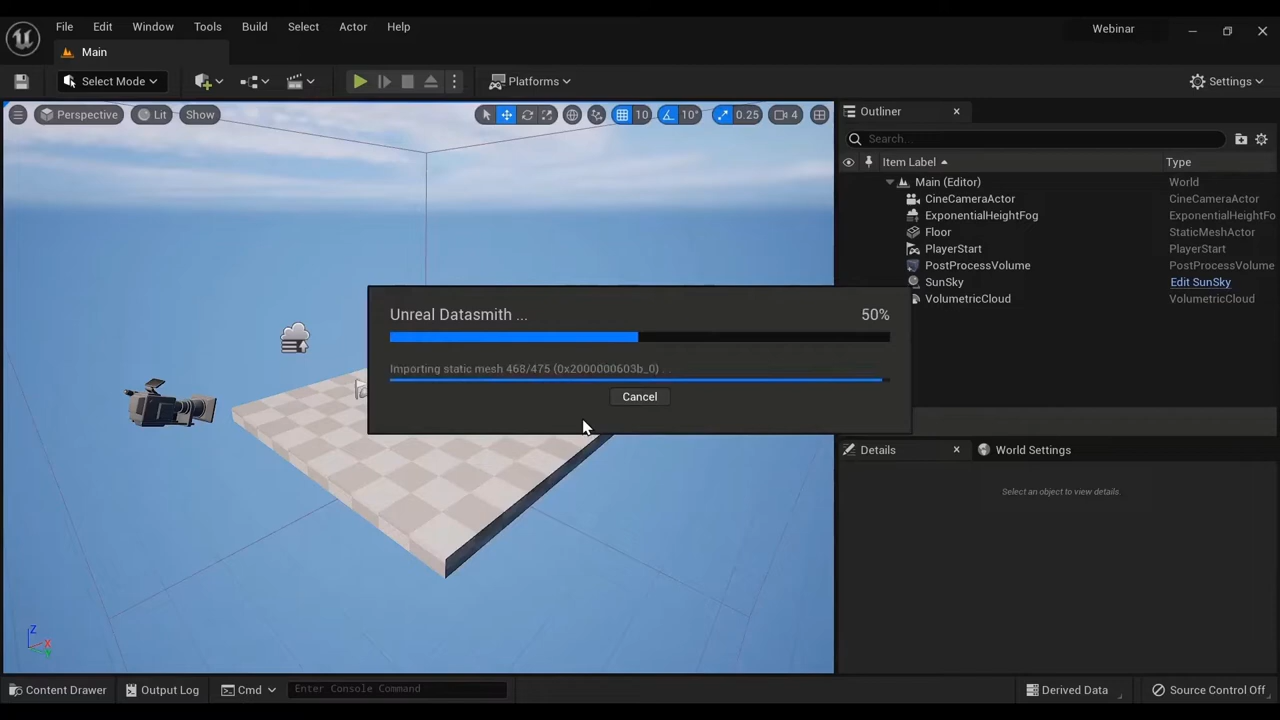 File Edit Window Tools Build Select Actor Help
Webinar
Main
Select Mode
Platforms
Settings
Perspective Lit Show
10 10° 0.25 4
Outliner
Search...
Item Label Type
Main (Editor) World
CineCameraActor CineCameraActor
ExponentialHeightFog ExponentialHeightFo
Floor StaticMeshActor
PlayerStart PlayerStart
PostProcessVolume PostProcessVolume
SunSky Edit SunSky
VolumetricCloud VolumetricCloud
Unreal Datasmith ... 50%
Importing static mesh 468/475 (0x2000000603b_0) . . .
Cancel
Details World Settings
Select an object to view details.
Z
X
Y
Content Drawer Output Log Cmd Enter Console Command Derived Data Source Control Off